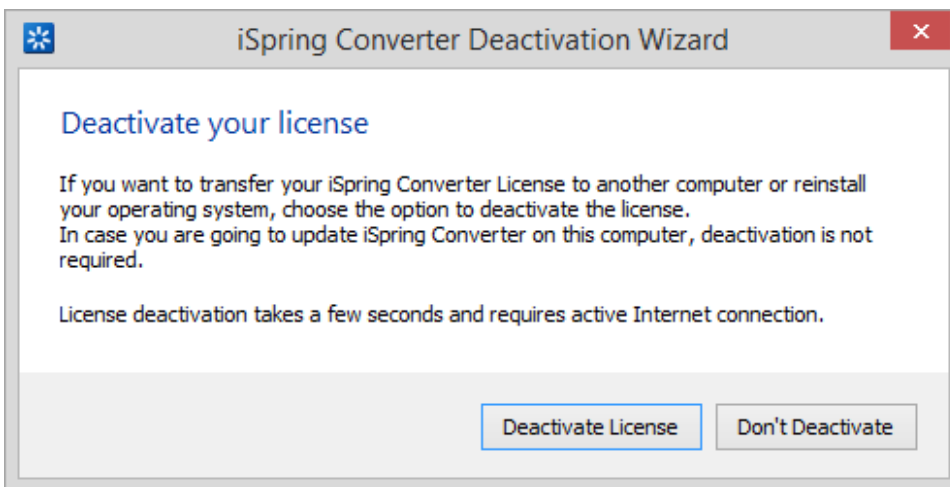 iSpring Converter Deactivation Wizard
Deactivate your license
If you want to transfer your iSpring Converter License to another computer or reinstall
your operating system, choose the option to deactivate the license.
In case you are going to update iSpring Converter on this computer, deactivation is not
required.
License deactivation takes a few seconds and requires active Internet connection.
Deactivate License
Don't Deactivate